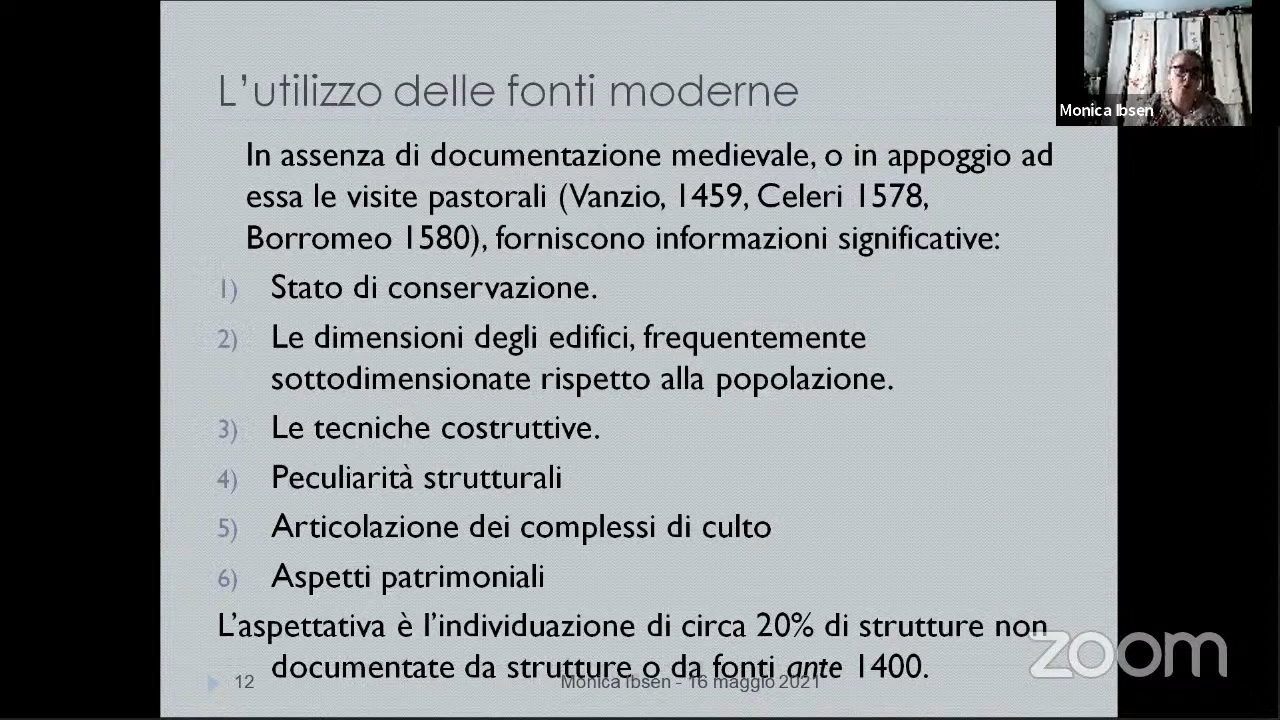 L'utilizzo delle fonti moderne
Monica Ibsen
In assenza di documentazione medievale, o in appoggio ad
essa le visite pastorali (Vanzio, 1459, Celeri 1578,
Borromeo 1580), forniscono informazioni significative:
1) Stato di conservazione.
2) Le dimensioni degli edifici, frequentemente
sottodimensionate rispetto alla popolazione.
3) Le tecniche costruttive.
4) Peculiarità strutturali
5) Articolazione dei complessi di culto
6) Aspetti patrimoniali
L'aspettativa è l'individuazione di circa 20% di strutture non
documentate da strutture o da fonti ante 1400.
12
Monica Ibsen - 16 maggio 2021
zoom